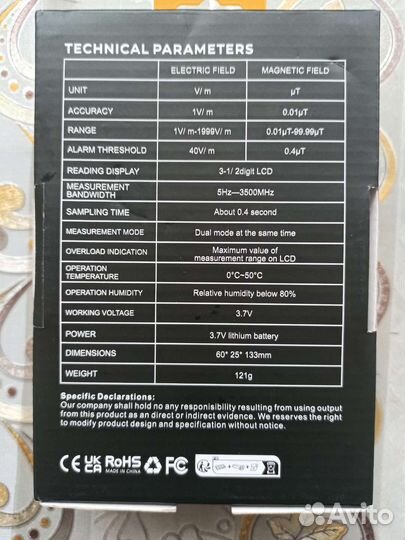 TECHNICAL PARAMETERS
ELECTRIC FIELD MAGNETIC FIELD
UNIT V/ m µT
ACCURACY 1V/ m 0.01µT
RANGE 1V/ m-1999V/ m 0.01µT-99.99µT
ALARM THRESHOLD 40V/ m 0.4µT
READING DISPLAY 3-1/ 2digit LCD
MEASUREMENT
BANDWIDTH 5Hz—3500MHz
SAMPLING TIME About 0.4 second
MEASUREMENT MODE Dual mode at the same time
OVERLOAD INDICATION Maximum value of
measurement range on LCD
OPERATION
TEMPERATURE 0°C~50°C
OPERATION HUMIDITY Relative humidity below 80%
WORKING VOLTAGE 3.7V
POWER 3.7V lithium battery
DIMENSIONS 60* 25* 133mm
WEIGHT 121g
Specific Declarations:
Our company shall hold no any responisibility resulting from using output
from this product as an direct or indirect evidence. We reserves the right
to modify product design and specification without notice.
CE UK
CA RoHS FC
MADE IN CHINA
Avito